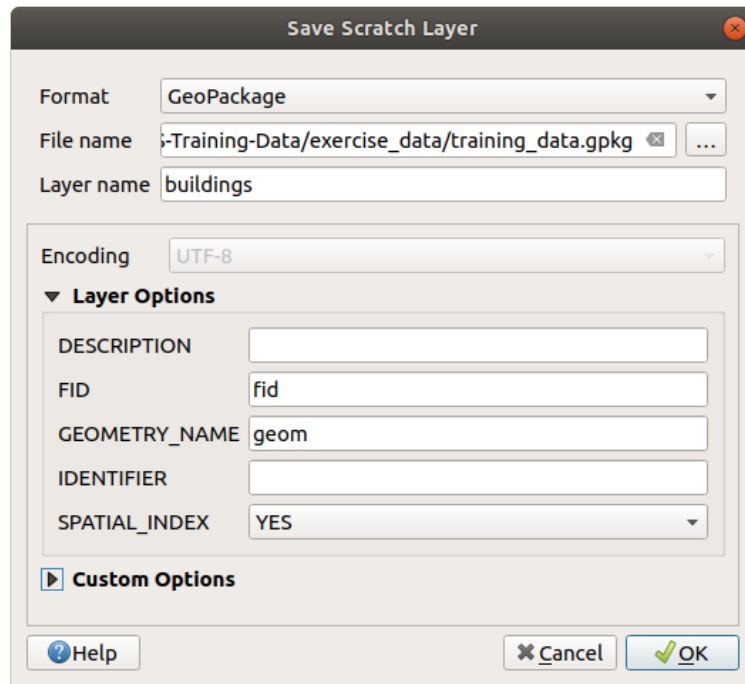 Save Scratch Layer
Format GeoPackage
File name -Training-Data/exercise_data/training_data.gpkg ...
Layer name buildings
Encoding UTF-8
Layer Options
DESCRIPTION
FID fid
GEOMETRY_NAME geom
IDENTIFIER
SPATIAL_INDEX YES
Custom Options
Help Cancel OK